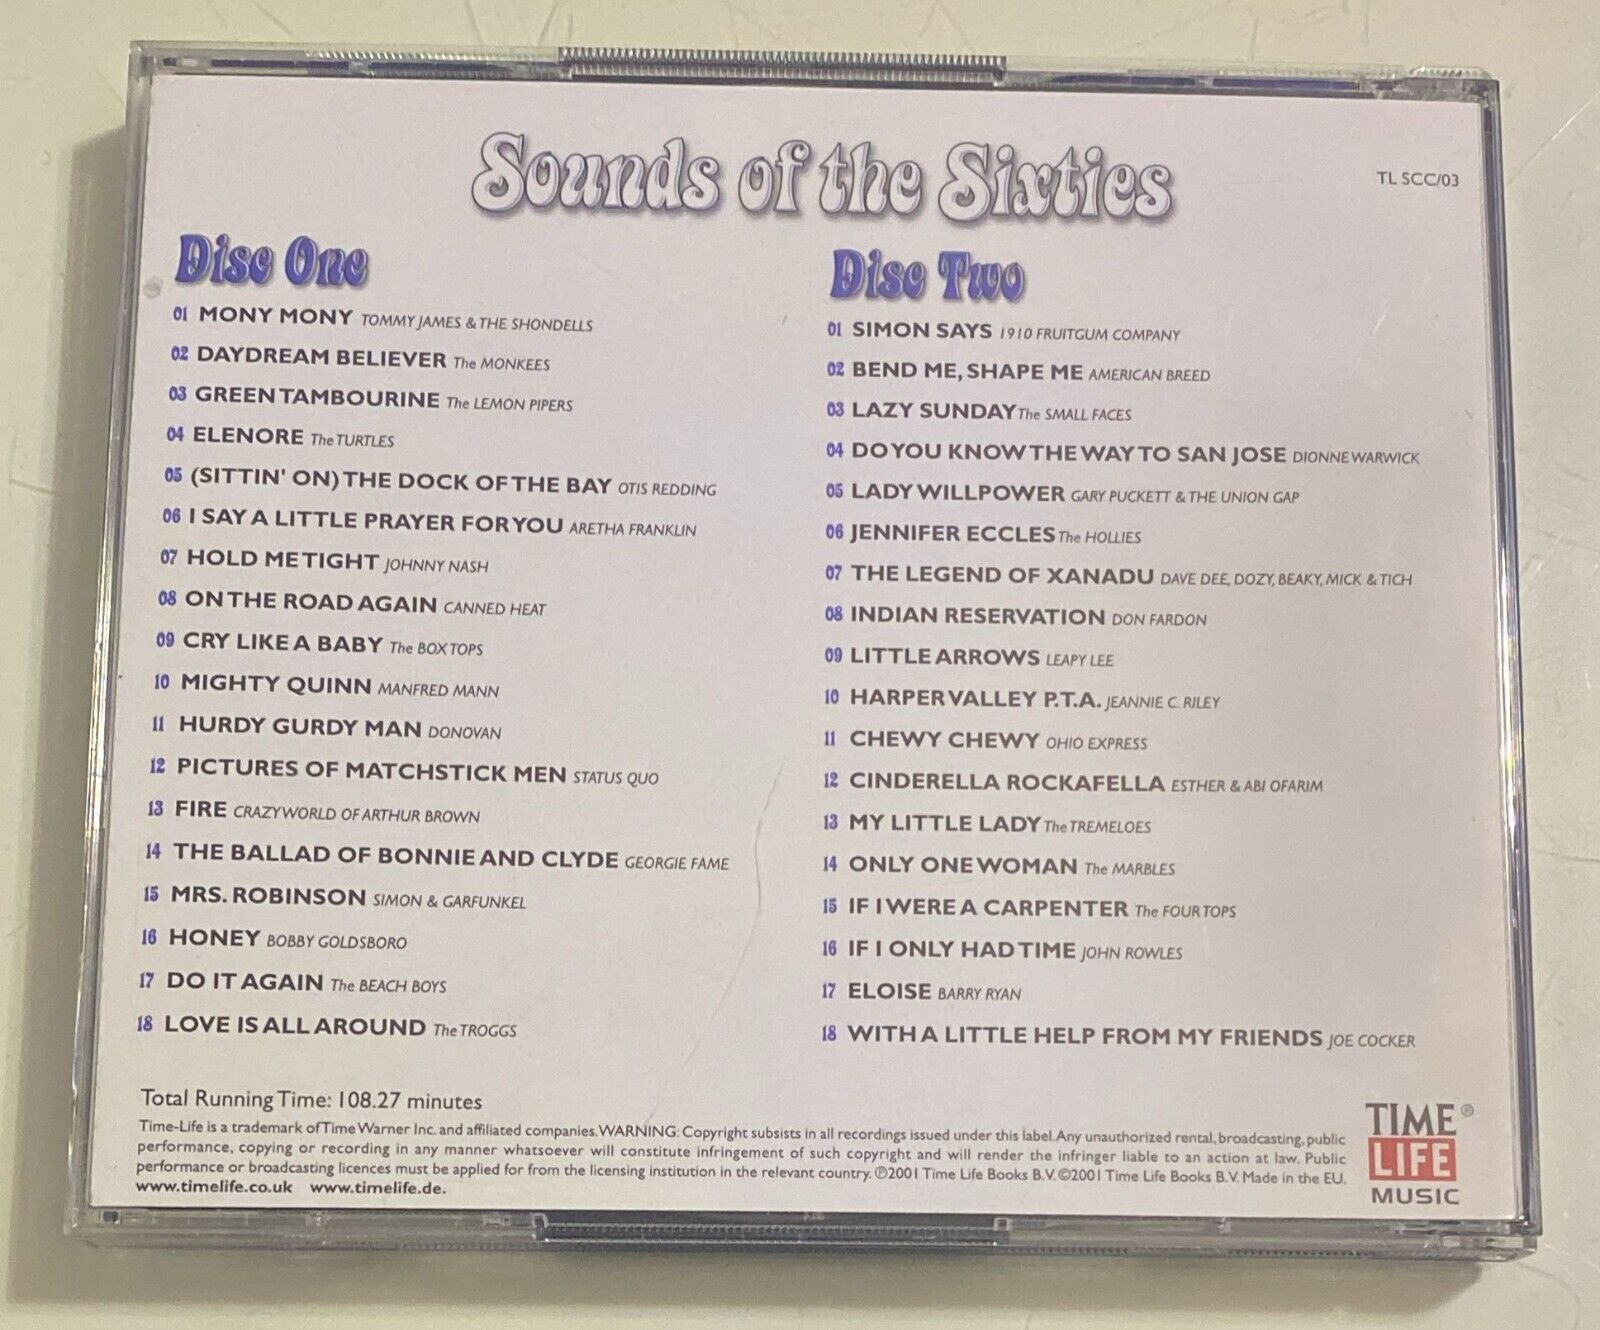 Sounds of the Sixties
TL SCC/03
Disc One
01 MONY MONY TOMMY JAMES & THE SHONDELLS
02 DAYDREAM BELIEVER The MONKEES
03 GREEN TAMBOURINE The LEMON PIPERS
04 ELENORE The TURTLES
05 (SITTIN' ON) THE DOCK OF THE BAY OTIS REDDING
06 I SAY A LITTLE PRAYER FOR YOU ARETHA FRANKLIN
07 HOLD ME TIGHT JOHNNY NASH
08 ON THE ROAD AGAIN CANNED HEAT
09 CRY LIKE A BABY The BOX TOPS
10 MIGHTY QUINN MANFRED MANN
11 HURDY GURDY MAN DONOVAN
12 PICTURES OF MATCHSTICK MEN STATUS QUO
13 FIRE CRAZY WORLD OF ARTHUR BROWN
14 THE BALLAD OF BONNIE AND CLYDE GEORGIE FAME
15 MRS. ROBINSON SIMON & GARFUNKEL
16 HONEY BOBBY GOLDSBORO
17 DO IT AGAIN The BEACH BOYS
18 LOVE IS ALL AROUND The TROGGS
Disc Two
01 SIMON SAYS 1910 FRUITGUM COMPANY
02 BEND ME, SHAPE ME AMERICAN BREED
03 LAZY SUNDAY The SMALL FACES
04 DO YOU KNOW THE WAY TO SAN JOSE DIONNE WARWICK
05 LADY WILLPOWER GARY PUCKETT & THE UNION GAP
06 JENNIFER ECCLES The HOLLIES
07 THE LEGEND OF XANADU DAVE DEE, DOZY, BEAKY, MICK & TICH
08 INDIAN RESERVATION DON FARDON
09 LITTLE ARROWS LEAPY LEE
10 HARPER VALLEY P.T.A. JEANNIE C. RILEY
11 CHEWY CHEWY OHIO EXPRESS
12 CINDERELLA ROCKAFELLA ESTHER & ABI OFARIM
13 MY LITTLE LADY The TREMELOES
14 ONLY ONE WOMAN The MARBLES
15 IF I WERE A CARPENTER The FOUR TOPS
16 IF I ONLY HAD TIME JOHN ROWLES
17 ELOISE BARRY RYAN
18 WITH A LITTLE HELP FROM MY FRIENDS JOE COCKER
Total Running Time: 108.27 minutes
Time-Life is a trademark of Time Warner Inc. and affiliated companies. WARNING: Copyright subsists in all recordings issued under this label. Any unauthorized rental, broadcasting, public
performance, copying or recording in any manner whatsoever will constitute infringement of such copyright and will render the infringer liable to an action at law. Public
performance or broadcasting licences must be applied for from the licensing institution in the relevant country. ℗2001 Time Life Books B.V. ©2001 Time Life Books B.V. Made in the EU.
www.timelife.co.uk www.timelife.de.
TIME®
LIFE
MUSIC